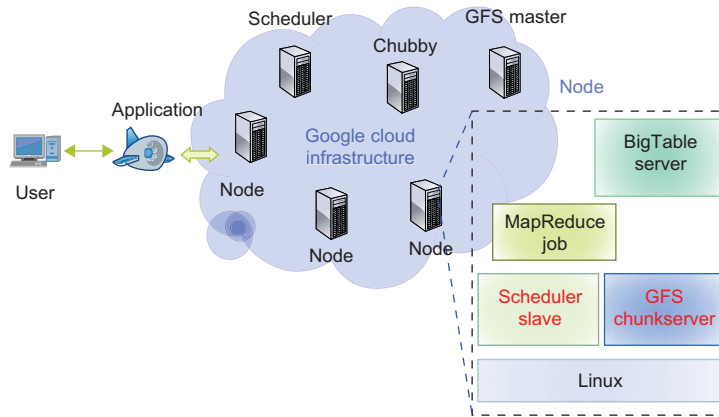 Scheduler
GFS master
Chubby
Node
Application
Google cloud
infrastructure
User
Node
Node
Node
BigTable
server
MapReduce
job
Scheduler
slave
GFS
chunkserver
Linux